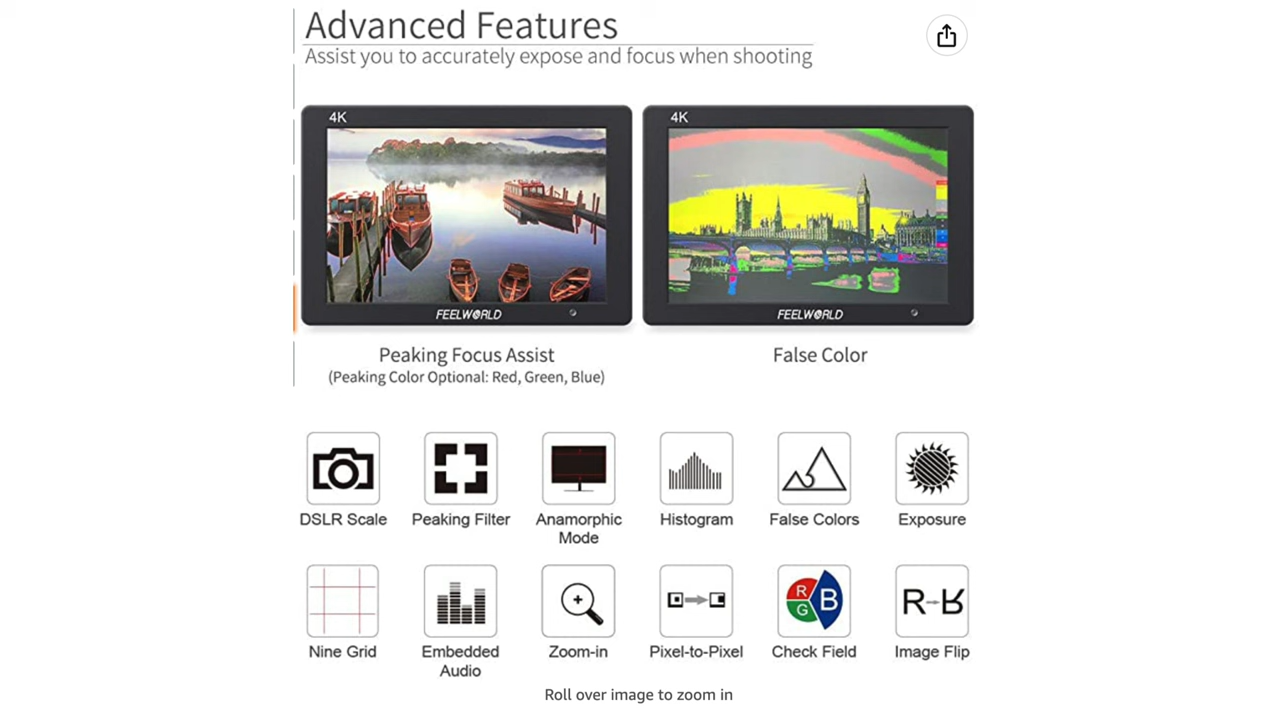 Advanced Features
Assist you to accurately expose and focus when shooting
4K
4K
FEELWORLD
FEELWORLD
Peaking Focus Assist
False Color
(Peaking Color Optional: Red, Green, Blue)
DSLR Scale
Peaking Filter
Anamorphic
Mode
Histogram
False Colors
Exposure
R
G
B
R
R
Nine Grid
Embedded
Audio
Zoom-in
Pixel-to-Pixel
Check Field
Image Flip
Roll over image to zoom in